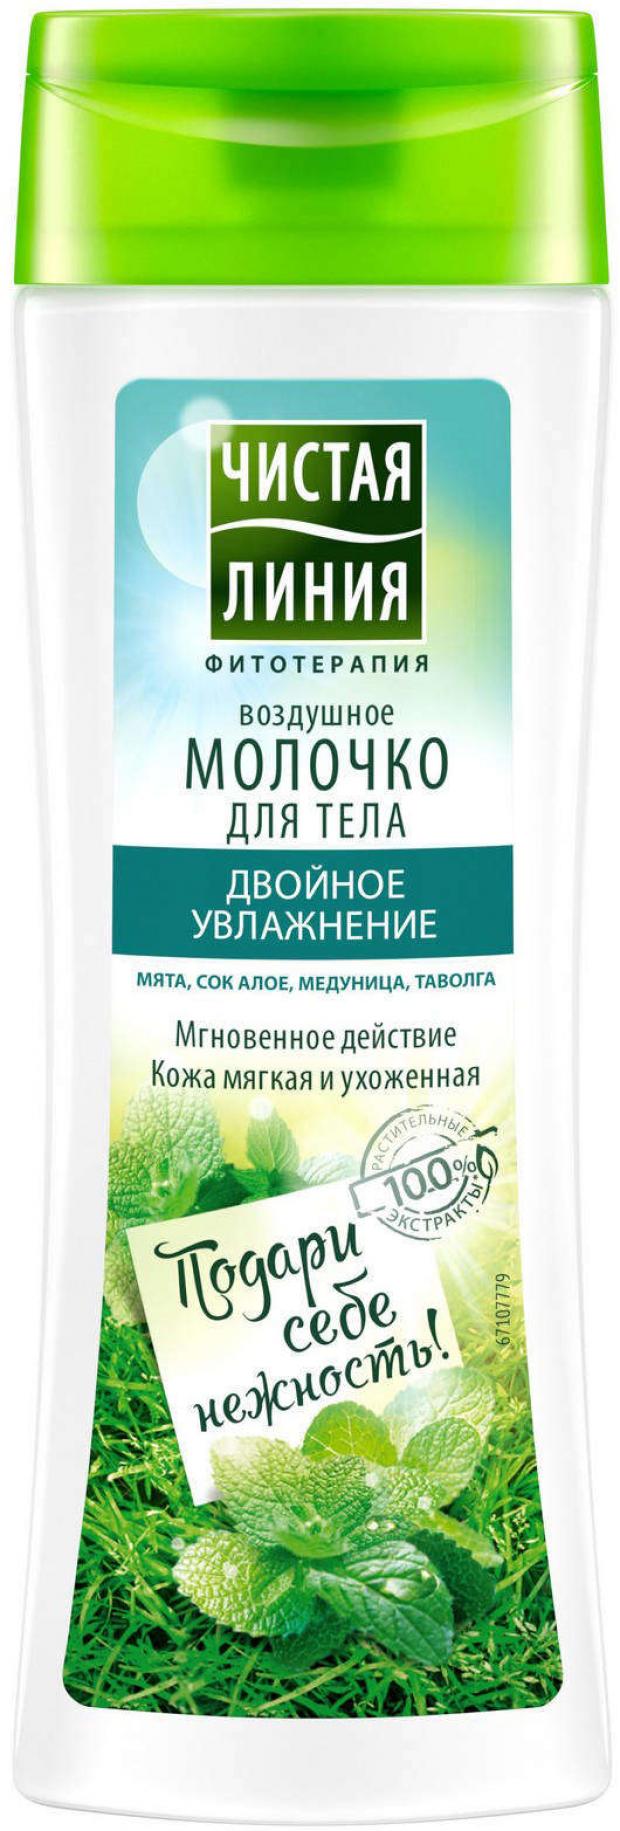 ЧИСТАЯ
ЛИНИЯ
ФИТОТЕРАПИЯ
ВОЗДУШНОЕ
МОЛОЧКО
ДЛЯ ТЕЛА
ДВОЙНОЕ
УВЛАЖНЕНИЕ
МЯТА, СОК АЛОЕ, МЕДУНИЦА, ТАВОЛГА
Мгновенное действие
Кожа мягкая и ухоженная
РАСТИТЕЛЬНЫЕ
100%
ЭКСТРАКТЫ
Подари
себе
нежность!
67107779